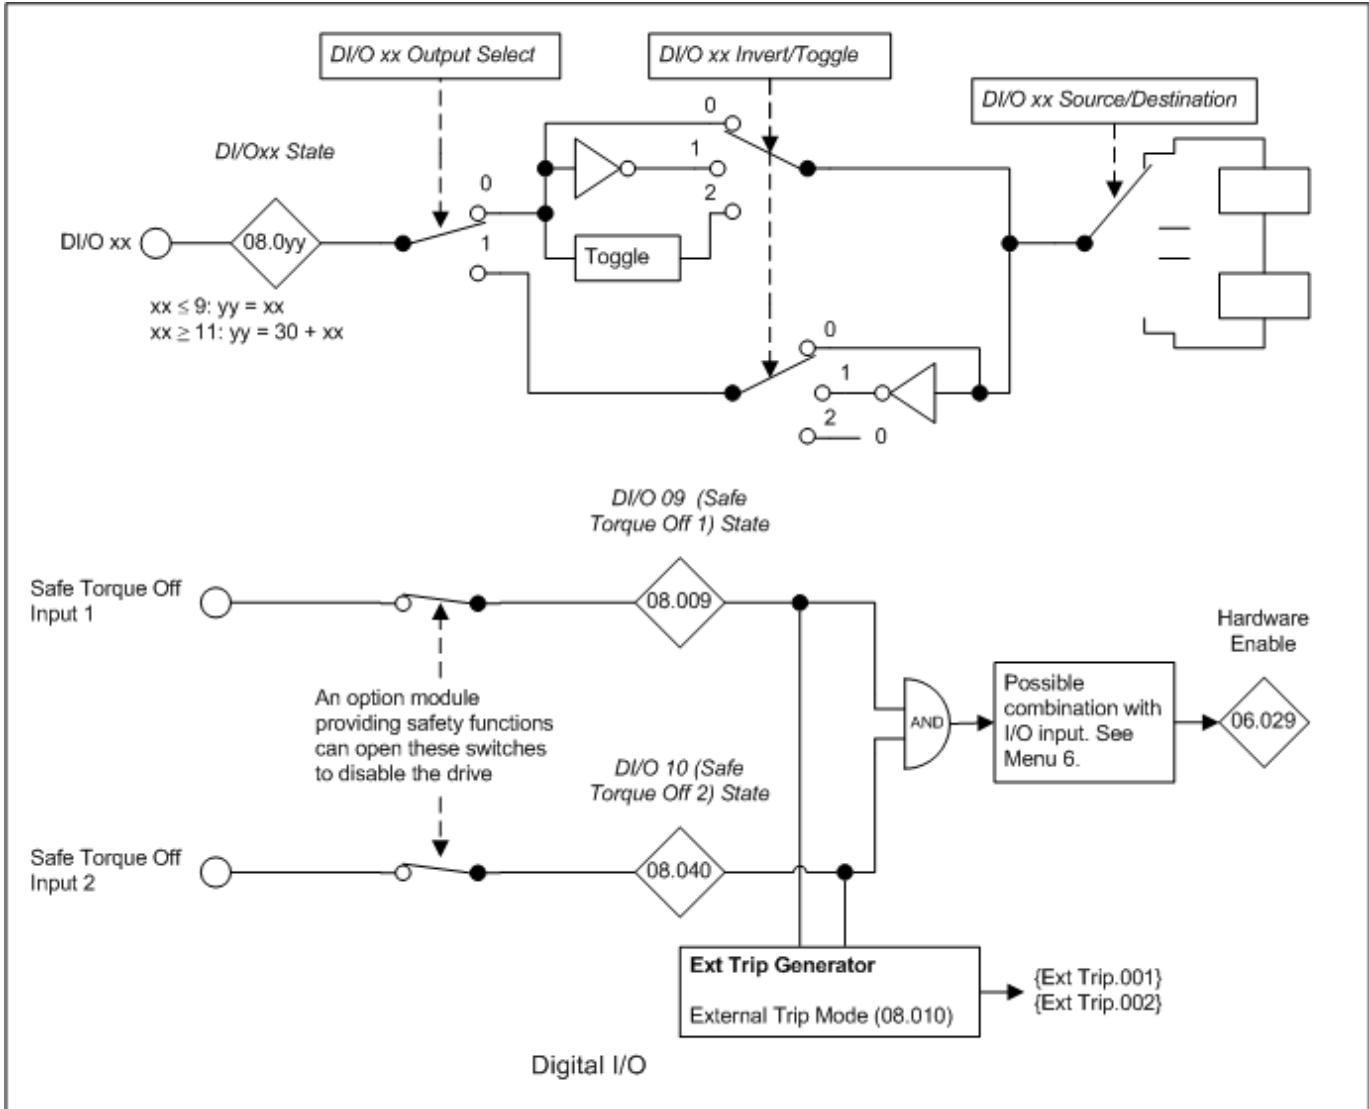 DI/O xx Output Select
DI/O xx Invert/Toggle
DI/O xx Source/Destination
DI/Oxx State
0
1
2
0
1
DI/O xx
08.0yy
Toggle
xx ≤ 9: yy = xx
xx ≥ 11: yy = 30 + xx
0
1
2
0
DI/O 09 (Safe
Torque Off 1) State
Safe Torque Off
Input 1
08.009
Hardware
Enable
An option module
providing safety functions
can open these switches
to disable the drive
AND
Possible
combination with
I/O input. See
Menu 6.
06.029
DI/O 10 (Safe
Torque Off 2) State
Safe Torque Off
Input 2
08.040
Ext Trip Generator
External Trip Mode (08.010)
{Ext Trip.001}
{Ext Trip.002}
Digital I/O